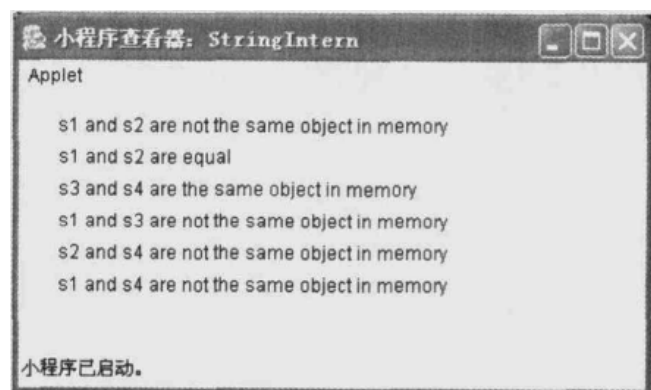 小程序查看器: StringIntern
Applet
s1 and s2 are not the same object in memory
s1 and s2 are equal
s3 and s4 are the same object in memory
s1 and s3 are not the same object in memory
s2 and s4 are not the same object in memory
s1 and s4 are not the same object in memory
小程序已启动。